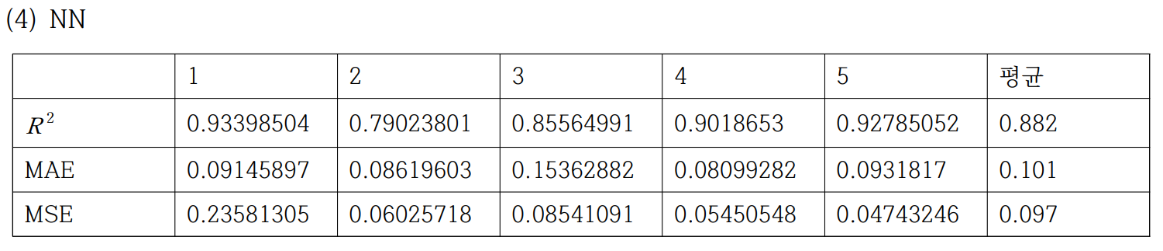 (4) NN
1 2 3 4 5 평균
R² 0.93398504 0.79023801 0.85564991 0.9018653 0.92785052 0.882
MAE 0.09145897 0.08619603 0.15362882 0.08099282 0.0931817 0.101
MSE 0.23581305 0.06025718 0.08541091 0.05450548 0.04743246 0.097